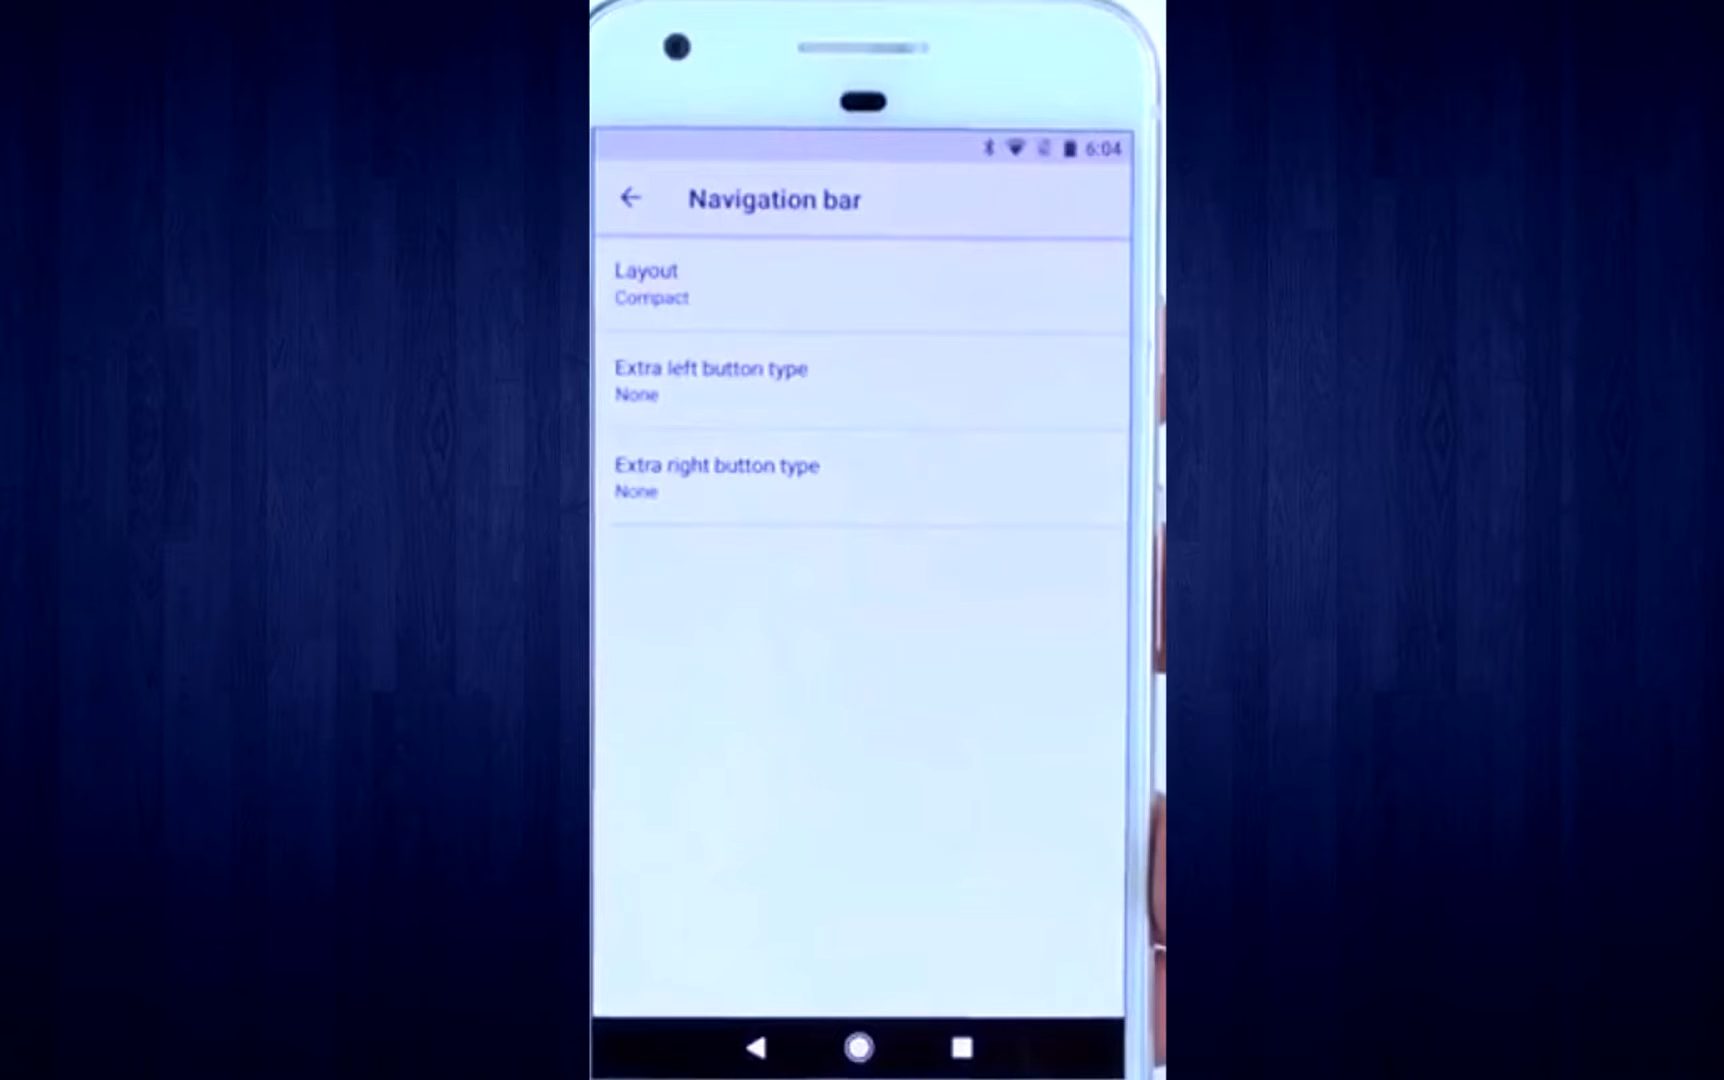 6:04
Navigation bar
Layout
Compact
Extra left button type
None
Extra right button type
None